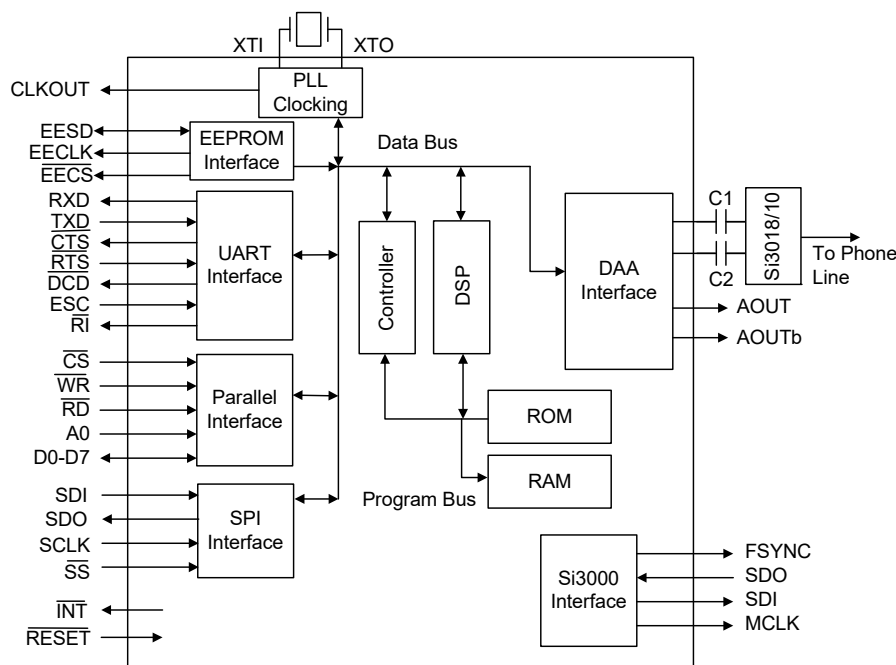 XTI
XTO
CLKOUT
PLL
Clocking
EESD
EECLK
EECS
EEPROM
Interface
Data Bus
RXD
TXD
CTS
RTS
DCD
ESC
RI
UART
Interface
Controller
DSP
DAA
Interface
C1
C2
Si3018/10
To Phone
Line
AOUT
AOUTb
CS
WR
RD
A0
D0-D7
Parallel
Interface
ROM
RAM
Program Bus
SDI
SDO
SCLK
SS
SPI
Interface
INT
RESET
Si3000
Interface
FSYNC
SDO
SDI
MCLK